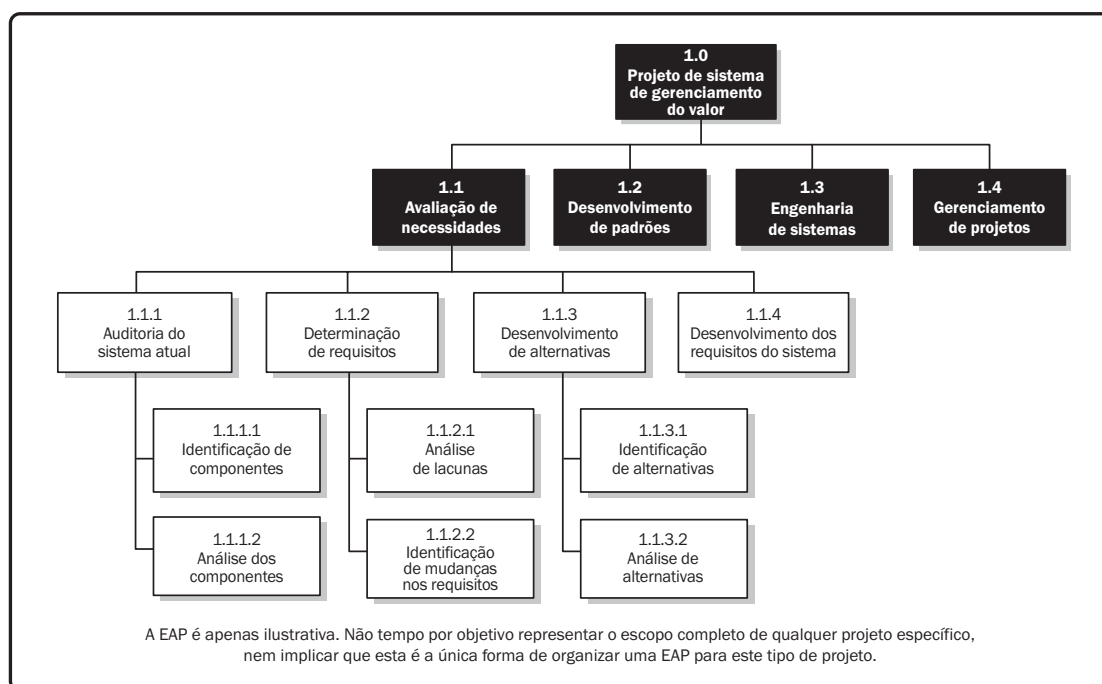 1.0
Projeto de sistema
de gerenciamento
do valor
1.1
Avaliação de
necessidades
1.2
Desenvolvimento
de padrões
1.3
Engenharia
de sistemas
1.4
Gerenciamento
de projetos
1.1.1
Auditoria do
sistema atual
1.1.2
Determinação
de requisitos
1.1.3
Desenvolvimento
de alternativas
1.1.4
Desenvolvimento dos
requisitos do sistema
1.1.1.1
Identificação de
componentes
1.1.2.1
Análise
de lacunas
1.1.3.1
Identificação
de alternativas
1.1.1.2
Análise dos
componentes
1.1.2.2
Identificação
de mudanças
nos requisitos
1.1.3.2
Análise de
alternativas
A EAP é apenas ilustrativa. Não tempo por objetivo representar o escopo completo de qualquer projeto específico,
nem implicar que esta é a única forma de organizar uma EAP para este tipo de projeto.